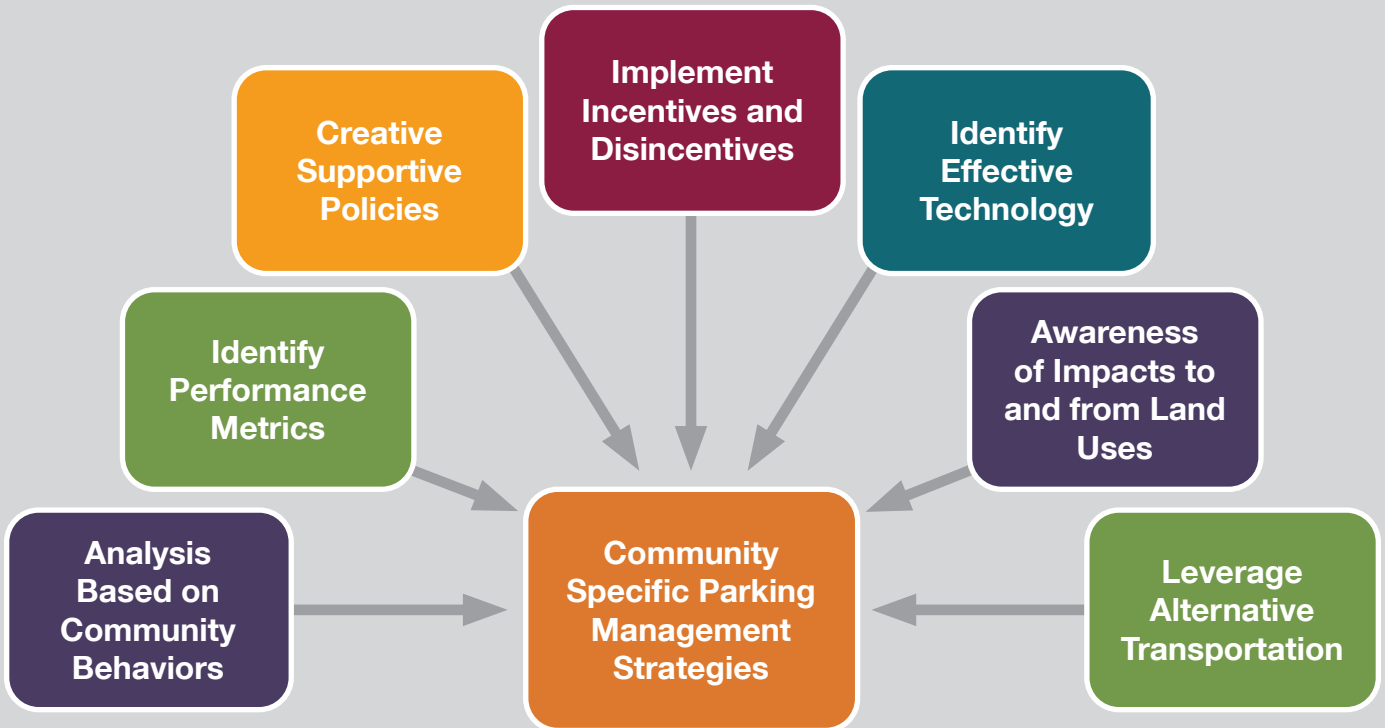 Implement
Incentives and
Disincentives
Creative
Supportive
Policies
Identify
Effective
Technology
Identify
Performance
Metrics
Awareness
of Impacts to
and from Land
Uses
Analysis
Based on
Community
Behaviors
Community
Specific Parking
Management
Strategies
Leverage
Alternative
Transportation